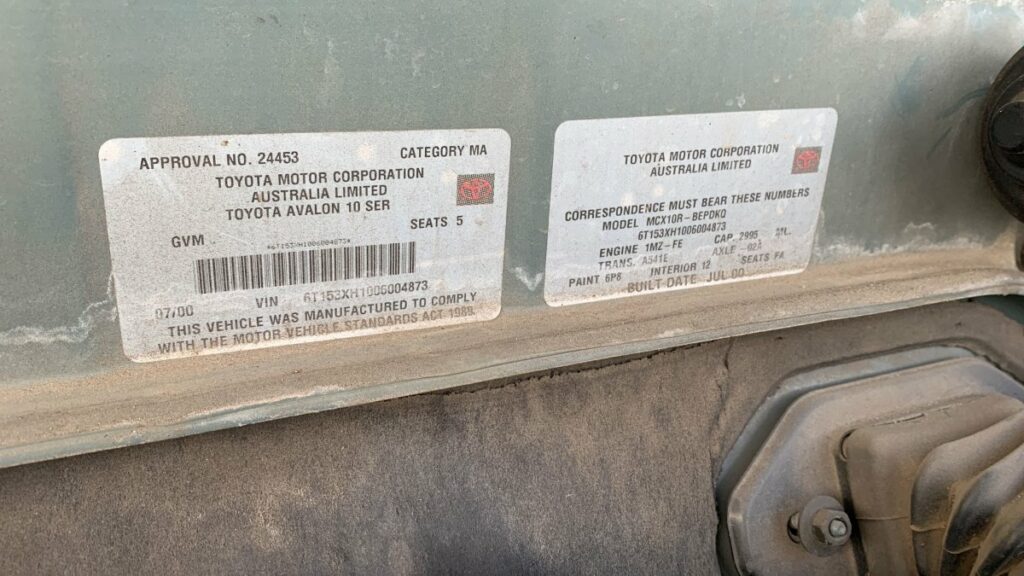 APPROVAL NO. 24453 CATEGORY MA
TOYOTA MOTOR CORPORATION
AUSTRALIA LIMITED
TOYOTA AVALON 10 SER
SEATS 5
GVM
*6T153XH1006004873*
07/00 VIN 6T153XH1006004873
THIS VEHICLE WAS MANUFACTURED TO COMPLY
WITH THE MOTOR VEHICLE STANDARDS ACT 1989.
TOYOTA MOTOR CORPORATION
AUSTRALIA LIMITED
CORRESPONDENCE MUST BEAR THESE NUMBERS
MODEL MCX10R-BEPDKQ
6T153XH1006004873
ENGINE 1MZ-FE CAP. 2995
TRANS. A541E AXLE -02A
PAINT 6P8 INTERIOR 12 SEATS FA
BUILT DATE JUL 00